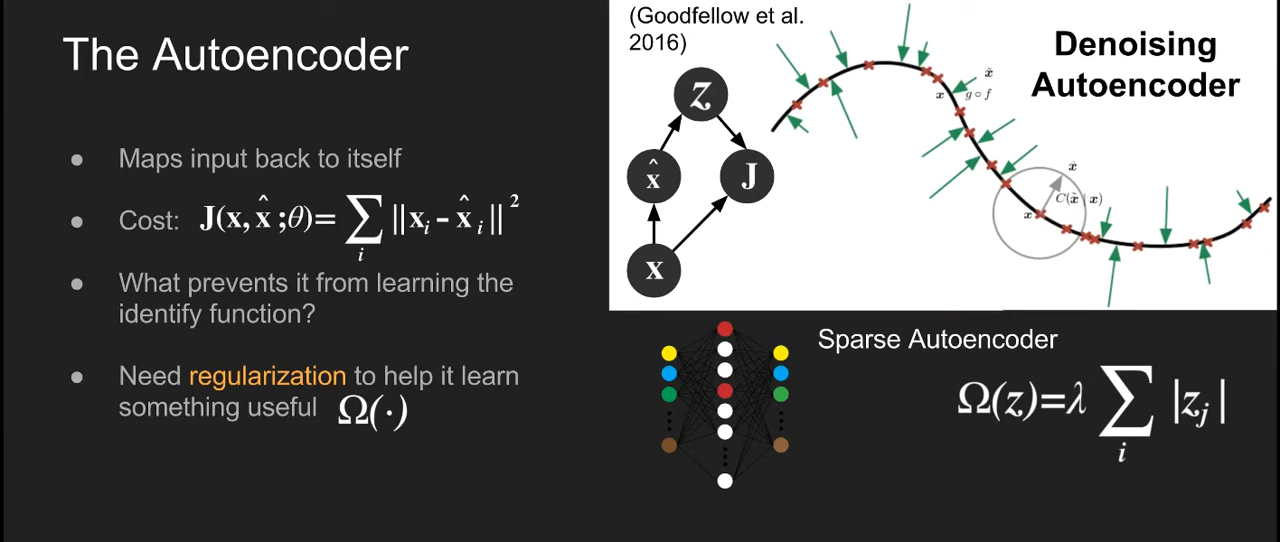 The Autoencoder
● Maps input back to itself
● Cost: J(x, x̂ ;θ)= ∑ᵢ ||xᵢ - x̂ᵢ||²
● What prevents it from learning the
identify function?
● Need regularization to help it learn
something useful Ω(·)
(Goodfellow et al.
2016)
Z
x̂
J
x
Denoising
Autoencoder
x̃
x
g ∘ f
x̃
C(x̃ | x)
x
Sparse Autoencoder
Ω(z)=λ ∑ᵢ |zⱼ|